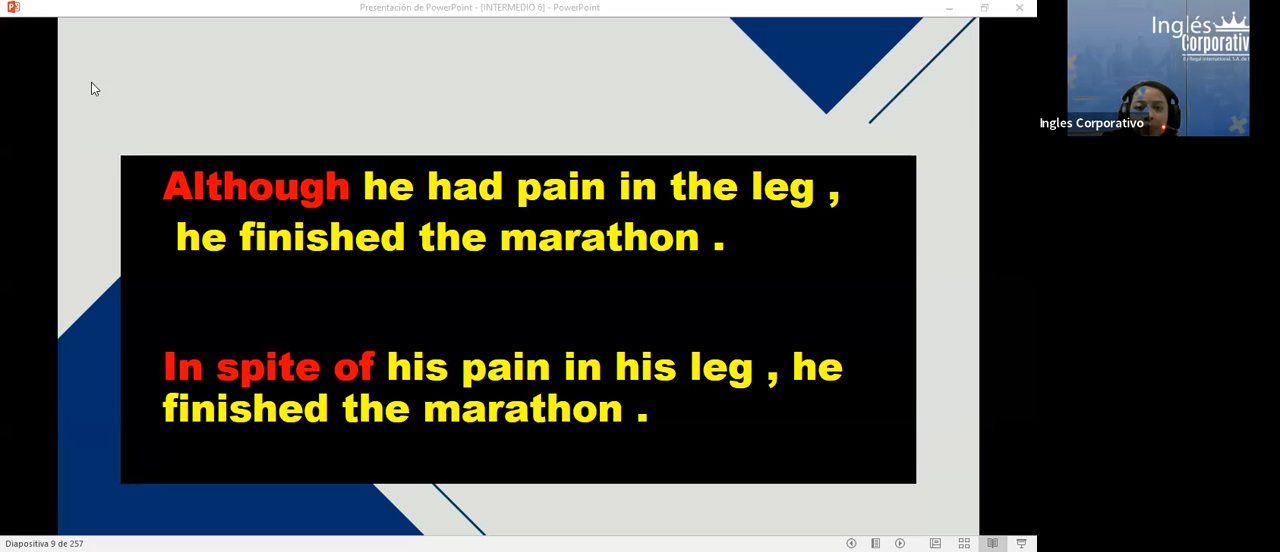 Presentación de PowerPoint - [INTERMEDIO 6] - PowerPoint
Inglés
Corporativ
Ingles Corporativo
Although he had pain in the leg ,
he finished the marathon .
In spite of his pain in his leg , he
finished the marathon .
Diapositiva 9 de 257